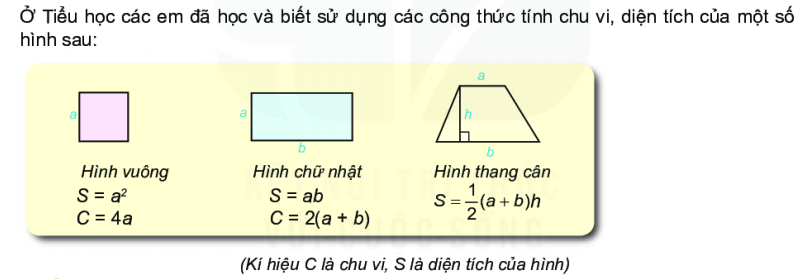 Ở Tiểu học các em đã học và biết sử dụng các công thức tính chu vi, diện tích của một số
hình sau:
a
a
a
h
b
b
Hình vuông Hình chữ nhật Hình thang cân
S = a² S = ab S = \frac{1}{2}(a + b)h
C = 4a C = 2(a + b)
(Kí hiệu C là chu vi, S là diện tích của hình)